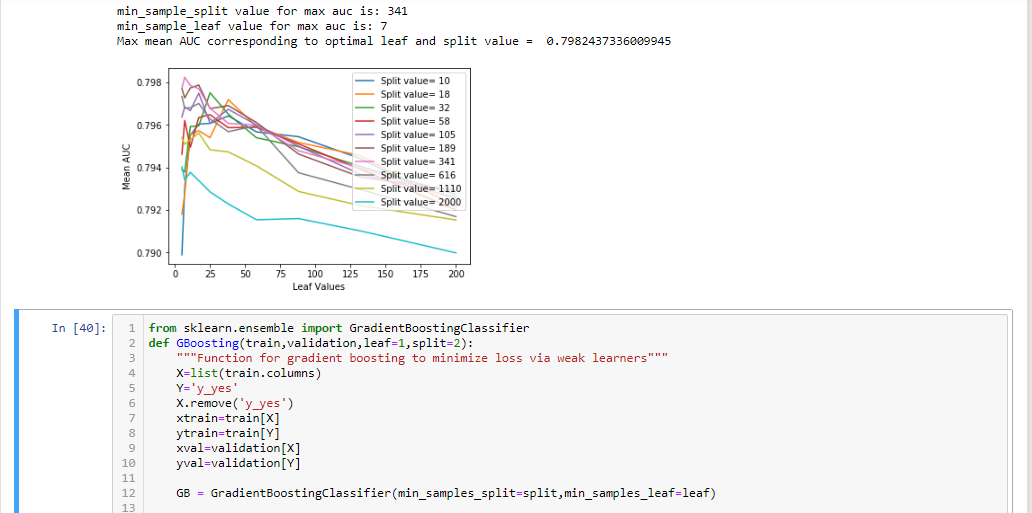 min_sample_split value for max auc is: 341
min_sample_leaf value for max auc is: 7
Max mean AUC corresponding to optimal leaf and split value =  0.7982437336009945
0.798
0.796
0.794
0.792
0.790
Mean AUC
Split value= 10
Split value= 18
Split value= 32
Split value= 58
Split value= 105
Split value= 189
Split value= 341
Split value= 616
Split value= 1110
Split value= 2000
0 25 50 75 100 125 150 175 200
Leaf Values
In [40]:
1 from sklearn.ensemble import GradientBoostingClassifier
2 def GBoosting(train,validation,leaf=1,split=2):
3     """Function for gradient boosting to minimize loss via weak learners"""
4     X=list(train.columns)
5     Y='y_yes'
6     X.remove('y_yes')
7     xtrain=train[X]
8     ytrain=train[Y]
9     xval=validation[X]
10     yval=validation[Y]
11
12     GB = GradientBoostingClassifier(min_samples_split=split,min_samples_leaf=leaf)
13